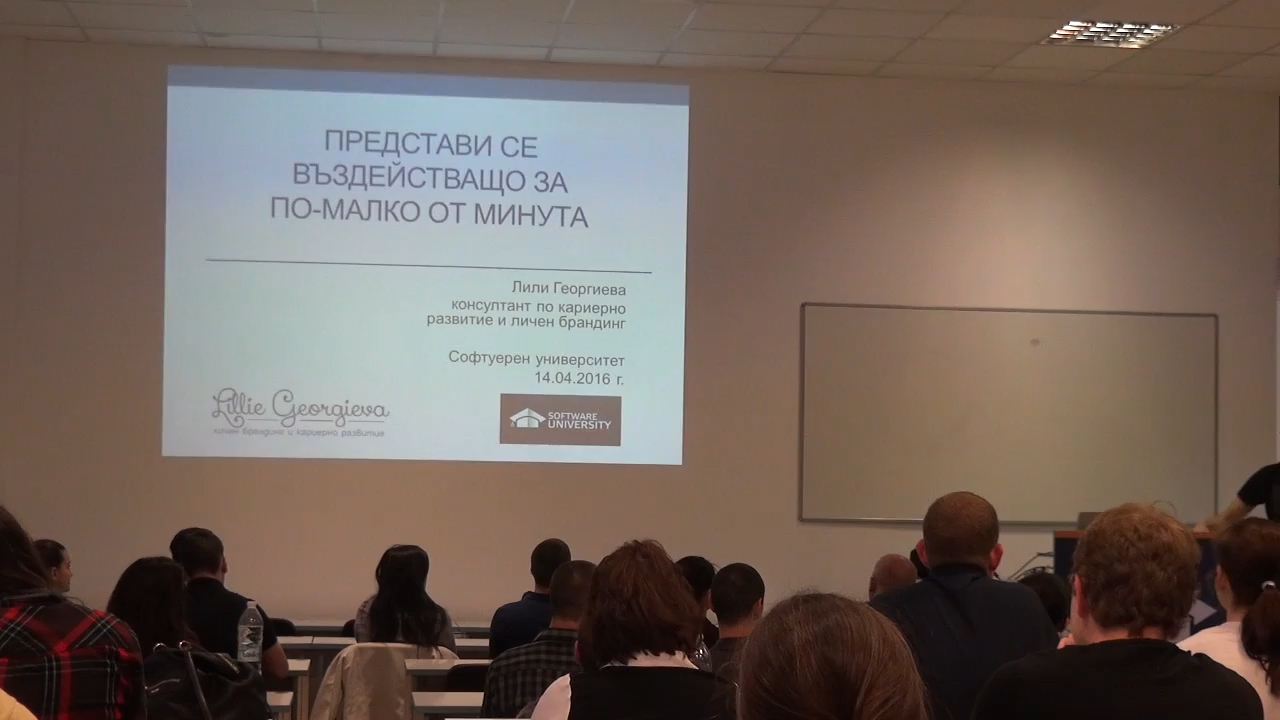 ПРЕДСТАВИ СЕ
ВЪЗДЕЙСТВАЩО ЗА
ПО-МАЛКО ОТ МИНУТА
Лили Георгиева
консултант по кариерно
развитие и личен брандинг
Софтуерен университет
14.04.2016 г.
Lillie Georgieva
личен брандинг и кариерно развитие
SOFTWARE
UNIVERSITY